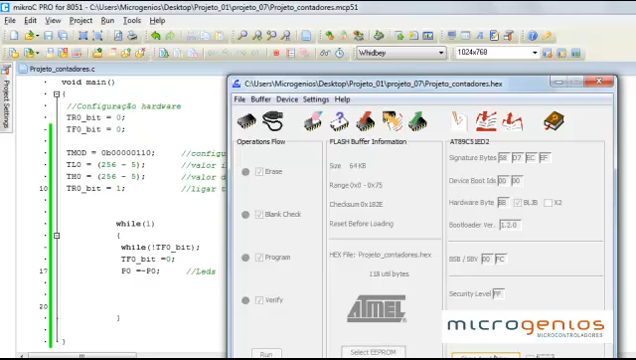 mikroC PRO for 8051 - C:\Users\Microgenios\Desktop\Projeto_01\projeto_07\Projeto_contadores.mcp51
File Edit View Project Run Tools Help
Whidbey
1024x768
Projeto_contadores.c
Project Settings
void main()
{
//Configuração hardware
TR0_bit = 0;
TF0_bit = 0;
TMOD = 0b00000110; //configu
TL0 = (256 - 5); //valor i
TH0 = (256 - 5); //valor d
10
TR0_bit = 1; //ligar t
while(1)
{
while(!TF0_bit);
TF0_bit =0;
17
P0 =~P0; //Leds
20
}
}
C:\Users\Microgenios\Desktop\Projeto_01\projeto_07\Projeto_contadores.hex
File Buffer Device Settings Help
Operations Flow
Erase
Blank Check
Program
Verify
Run
FLASH Buffer Information
Size 64 KB
Range 0x0 - 0x75
Checksum 0x182E
Reset Before Loading
HEX File: Projeto_contadores.hex
118 util bytes
ATMEL
Select EEPROM
AT89C51ED2
Signature Bytes 58 D7 EC EF
Device Boot Ids 00 00
Hardware Byte BB BLJB X2
Bootloader Ver. 1.2.0
BSB / SBV 00 FC
Security Level FF
microgenios
MICROCONTROLADORES